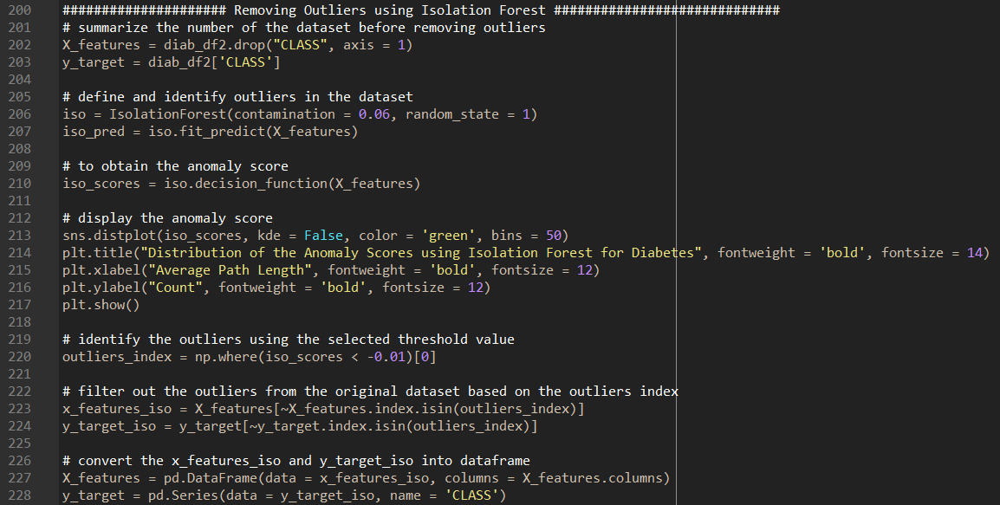 200 ##################### Removing Outliers using Isolation Forest #############################
201 # summarize the number of the dataset before removing outliers
202 X_features = diab_df2.drop("CLASS", axis = 1)
203 y_target = diab_df2['CLASS']
204
205 # define and identify outliers in the dataset
206 iso = IsolationForest(contamination = 0.06, random_state = 1)
207 iso_pred = iso.fit_predict(X_features)
208
209 # to obtain the anomaly score
210 iso_scores = iso.decision_function(X_features)
211
212 # display the anomaly score
213 sns.distplot(iso_scores, kde = False, color = 'green', bins = 50)
214 plt.title("Distribution of the Anomaly Scores using Isolation Forest for Diabetes", fontweight = 'bold', fontsize = 14)
215 plt.xlabel("Average Path Length", fontweight = 'bold', fontsize = 12)
216 plt.ylabel("Count", fontweight = 'bold', fontsize = 12)
217 plt.show()
218
219 # identify the outliers using the selected threshold value
220 outliers_index = np.where(iso_scores < -0.01)[0]
221
222 # filter out the outliers from the original dataset based on the outliers index
223 x_features_iso = X_features[~X_features.index.isin(outliers_index)]
224 y_target_iso = y_target[~y_target.index.isin(outliers_index)]
225
226 # convert the x_features_iso and y_target_iso into dataframe
227 X_features = pd.DataFrame(data = x_features_iso, columns = X_features.columns)
228 y_target = pd.Series(data = y_target_iso, name = 'CLASS')